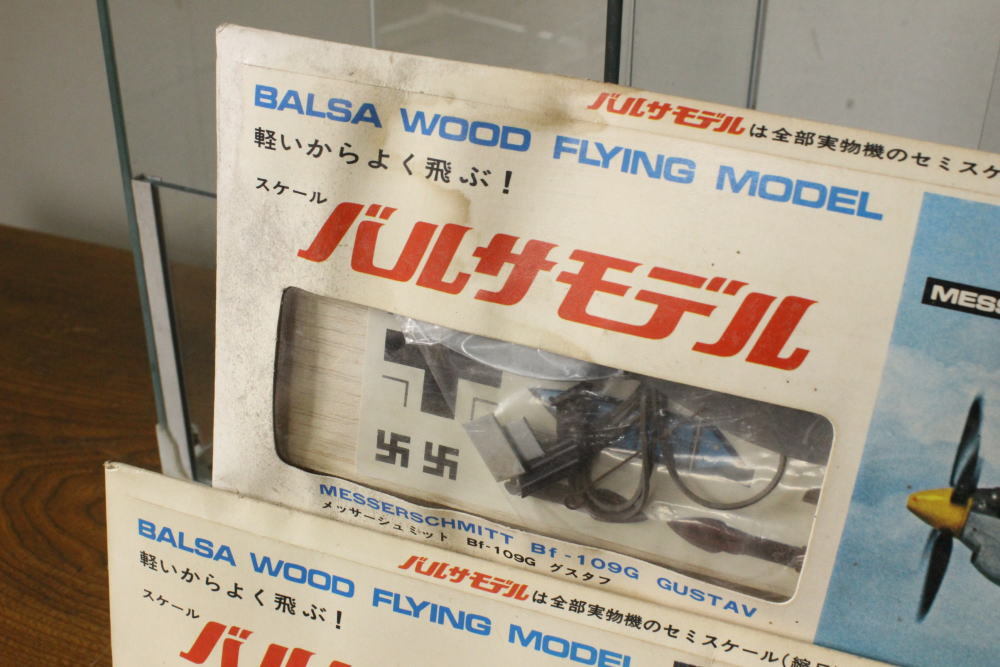 バルサモデルは全部実物機のセミスケ
BALSA WOOD FLYING MODEL
軽いからよく飛ぶ!
スケール
バルサモデル
MESS
MESSERSCHMITT Bf-109G GUSTAV
メッサーシュミット Bf-109G グスタフ
バルサモデルは全部実物機のセミスケール(縮
BALSA WOOD FLYING MODEL
軽いからよく飛ぶ!
スケール
バル